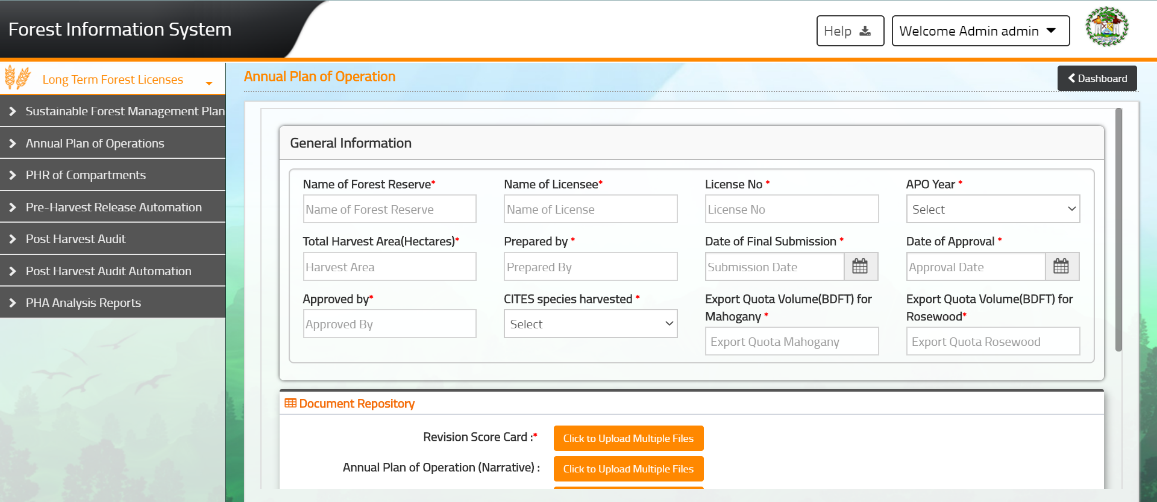 Forest Information System
Help
Welcome Admin admin
Long Term Forest Licenses
Annual Plan of Operation
Dashboard
Sustainable Forest Management Plan
Annual Plan of Operations
PHR of Compartments
Pre-Harvest Release Automation
Post Harvest Audit
Post Harvest Audit Automation
PHA Analysis Reports
General Information
Name of Forest Reserve* Name of Licensee* License No * APO Year *
Name of Forest Reserve Name of License License No Select
Total Harvest Area(Hectares)* Prepared by * Date of Final Submission * Date of Approval *
Harvest Area Prepared By Submission Date Approval Date
Approved by* CITES species harvested * Export Quota Volume(BDFT) for Export Quota Volume(BDFT) for
Mahogany * Rosewood*
Approved By Select Export Quota Mahogany Export Quota Rosewood
Document Repository
Revision Score Card :* Click to Upload Multiple Files
Annual Plan of Operation (Narrative) : Click to Upload Multiple Files